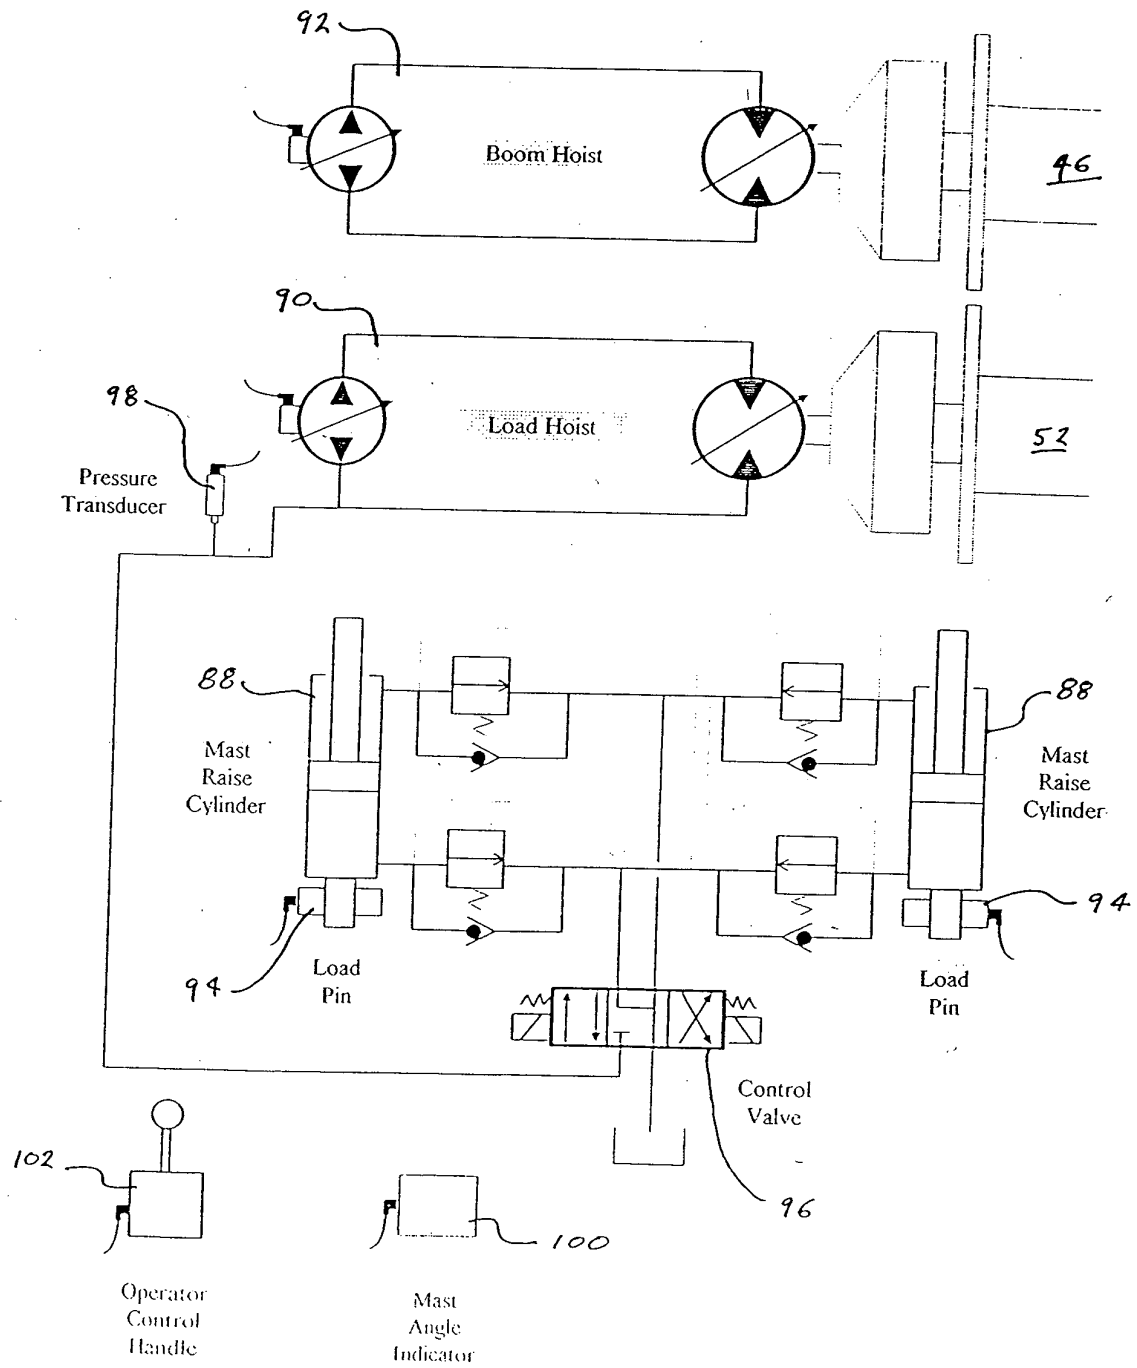 92
Boom Hoist
46
90
98
Load Hoist
52
Pressure
Transducer
88
88
Mast
Raise
Cylinder
Mast
Raise
Cylinder
94
94
Load
Pin
Load
Pin
Control
Valve
102
96
100
Operator
Control
Handle
Mast
Angle
Indicator